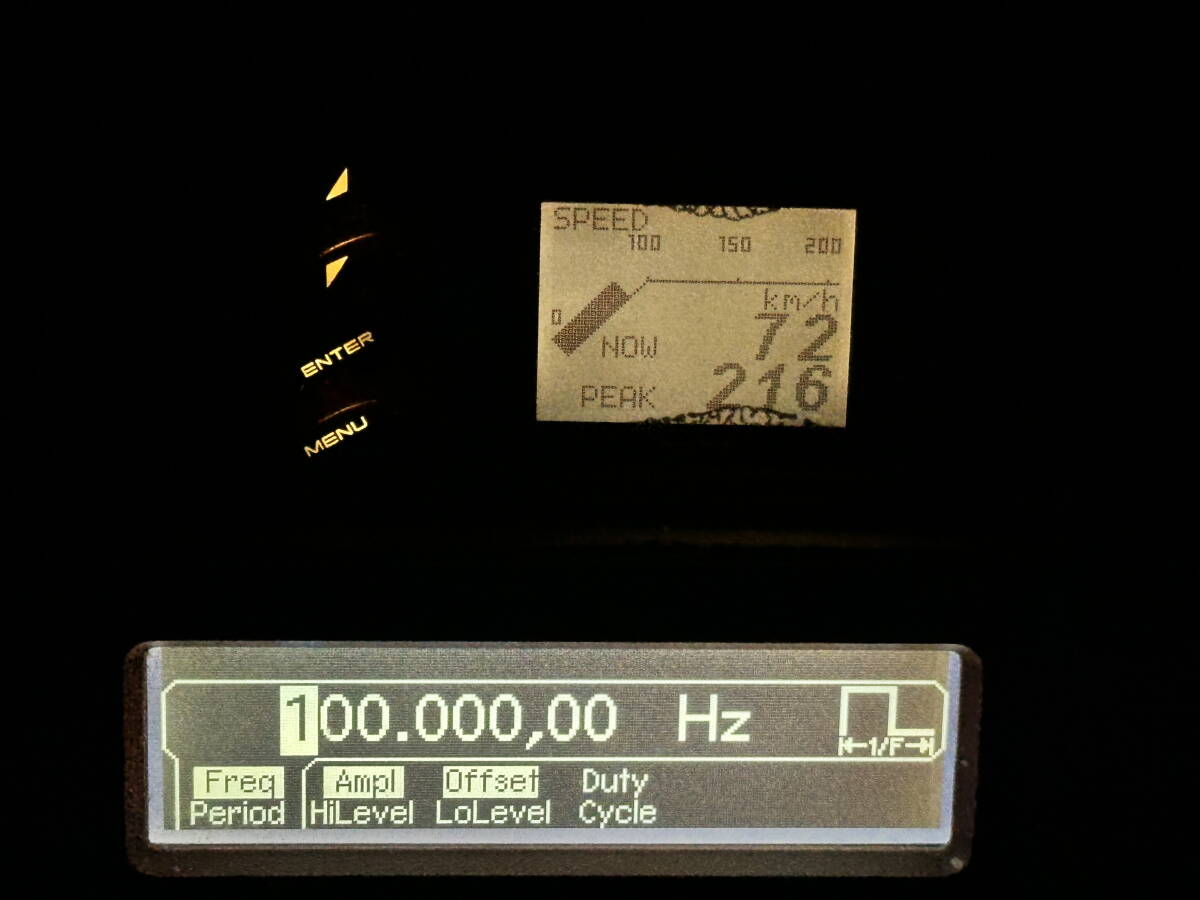 SPEED
100 150 200
km/h
0
72
NOW
ENTER
216
PEAK
MENU
100.000,00 Hz
1/F
Freq Ampl Offset Duty
Period HiLevel LoLevel Cycle